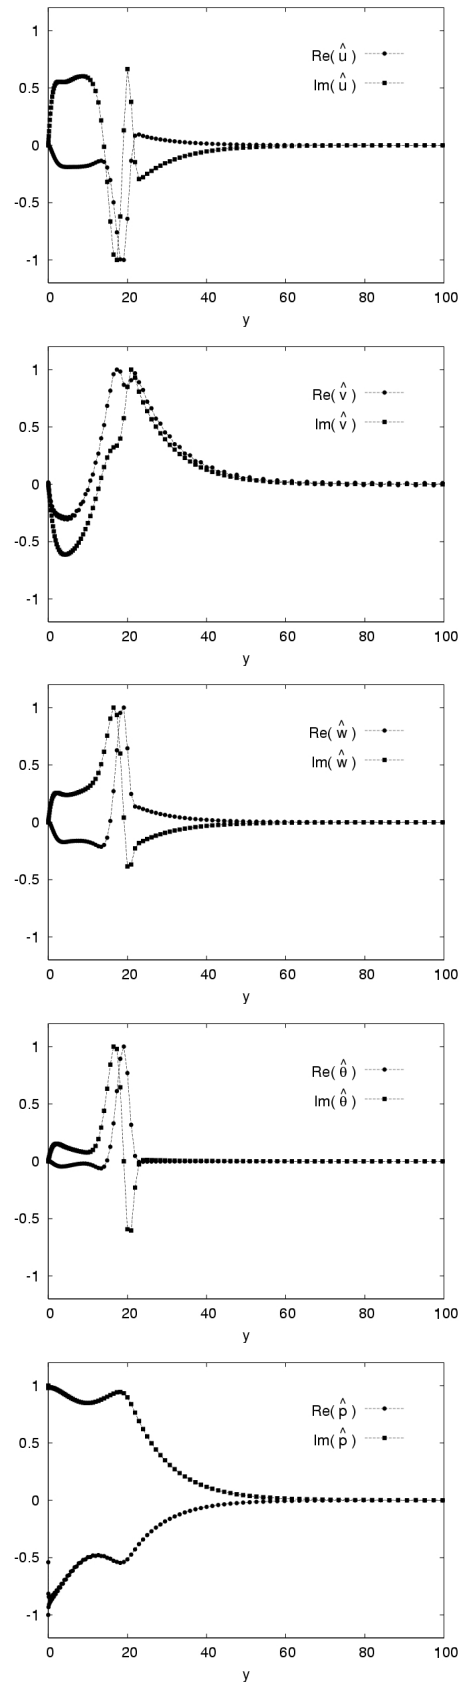 1
0.5
0
-0.5
-1
0 20 40 60 80 100
y
Re( û )
Im( û )
1
0.5
0
-0.5
-1
0 20 40 60 80 100
y
Re( v̂ )
Im( v̂ )
1
0.5
0
-0.5
-1
0 20 40 60 80 100
y
Re( ŵ )
Im( ŵ )
1
0.5
0
-0.5
-1
0 20 40 60 80 100
y
Re( θ̂ )
Im( θ̂ )
1
0.5
0
-0.5
-1
0 20 40 60 80 100
y
Re( p̂ )
Im( p̂ )